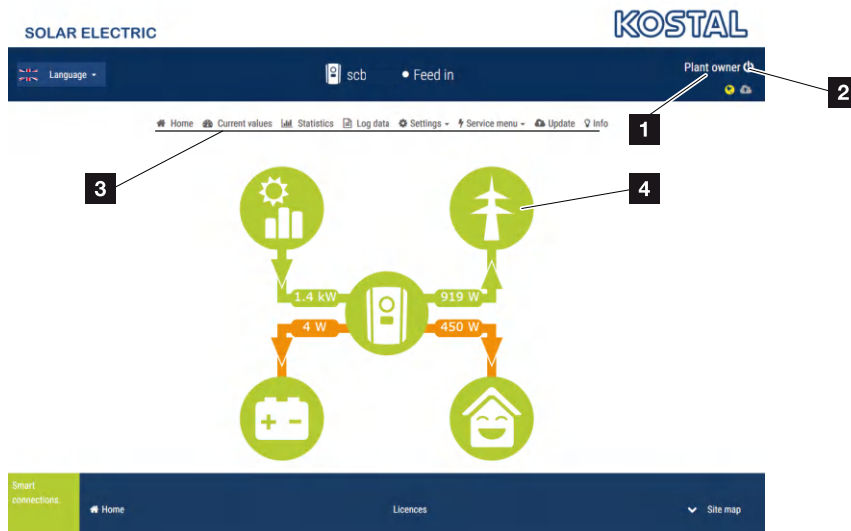 SOLAR ELECTRIC
KOSTAL
Language
scb
Feed in
Plant owner
2
Home Current values Statistics Log data Settings Service menu Update Info
1
3
4
1.4 kW
919 W
4 W
450 W
+ -
Smart
connections.
Home
Licences
Site map